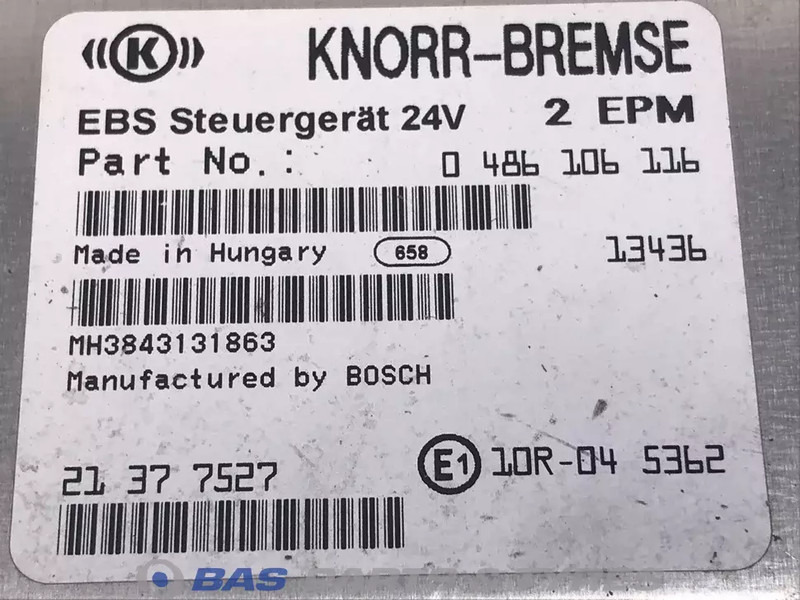 K KNORR-BREMSE
EBS Steuergerät 24V 2 EPM
Part No.: 0 486 106 116
Made in Hungary 658 13436
MH3843131863
Manufactured by BOSCH
21 37 7527 E1 10R-04 5362
BAS